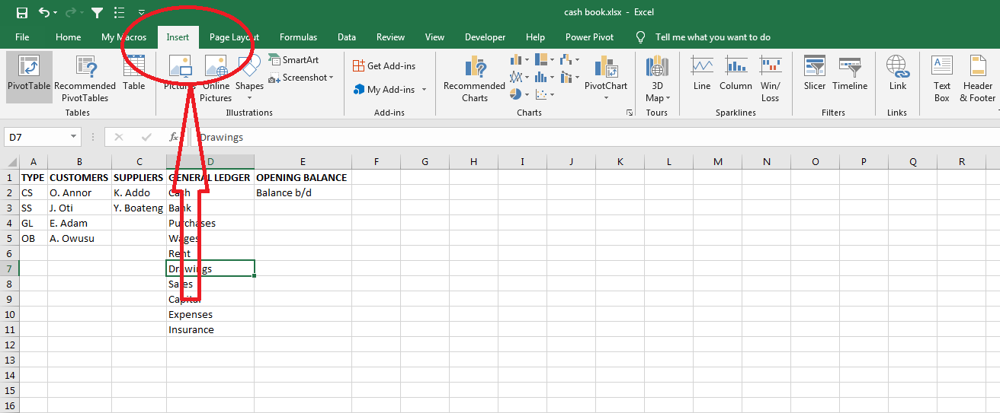 cash book.xlsx - Excel
File Home My Macros Insert Page Layout Formulas Data Review View Developer Help Power Pivot Tell me what you want to do
PivotTable Recommended PivotTables Table Pictures Online Pictures Shapes SmartArt Screenshot Get Add-ins My Add-ins Recommended Charts PivotChart 3D Map Line Column Win/Loss Slicer Timeline Link Text Box Header & Footer
Tables Illustrations Add-ins Charts Tours Sparklines Filters Links
D7 fx Drawings
A B C D E F G H I J K L M N O P Q R
1 TYPE CUSTOMERS SUPPLIERS GENERAL LEDGER OPENING BALANCE
2 CS O. Annor K. Addo Cash Balance b/d
3 SS J. Oti Y. Boateng Bank
4 GL E. Adam Purchases
5 OB A. Owusu Wages
6 Rent
7 Drawings
8 Sales
9 Capital
10 Expenses
11 Insurance
12
13
14
15
16